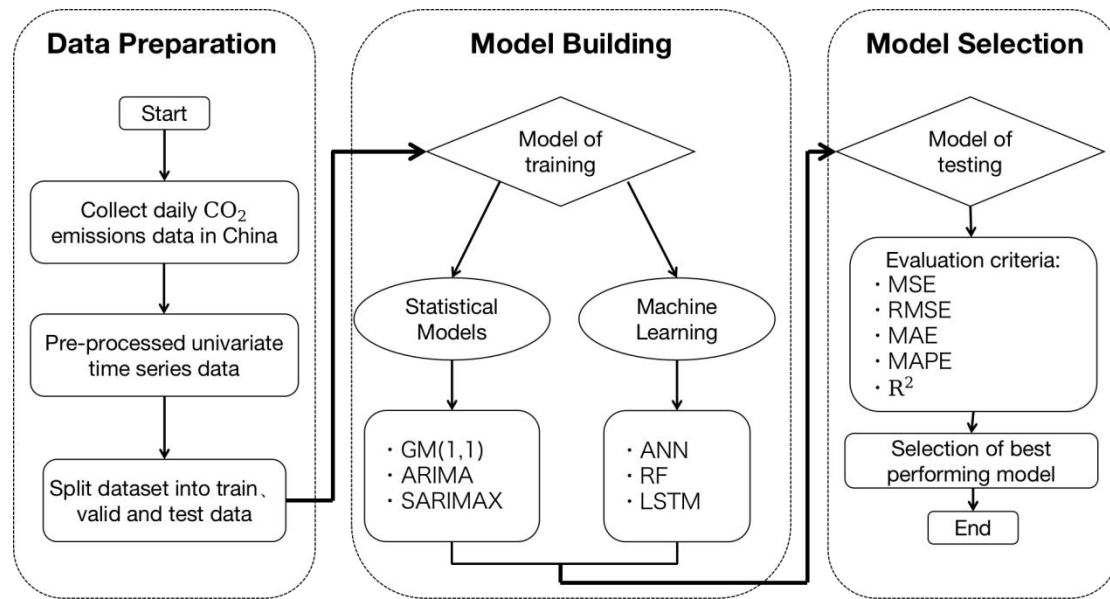 Data Preparation
Start
Collect daily CO₂
emissions data in China
Pre-processed univariate
time series data
Split dataset into train、
valid and test data
Model Building
Model of
training
Statistical
Models
Machine
Learning
· GM(1,1)
· ARIMA
· SARIMAX
· ANN
· RF
· LSTM
Model Selection
Model of
testing
Evaluation criteria:
· MSE
· RMSE
· MAE
· MAPE
· R²
Selection of best
performing model
End